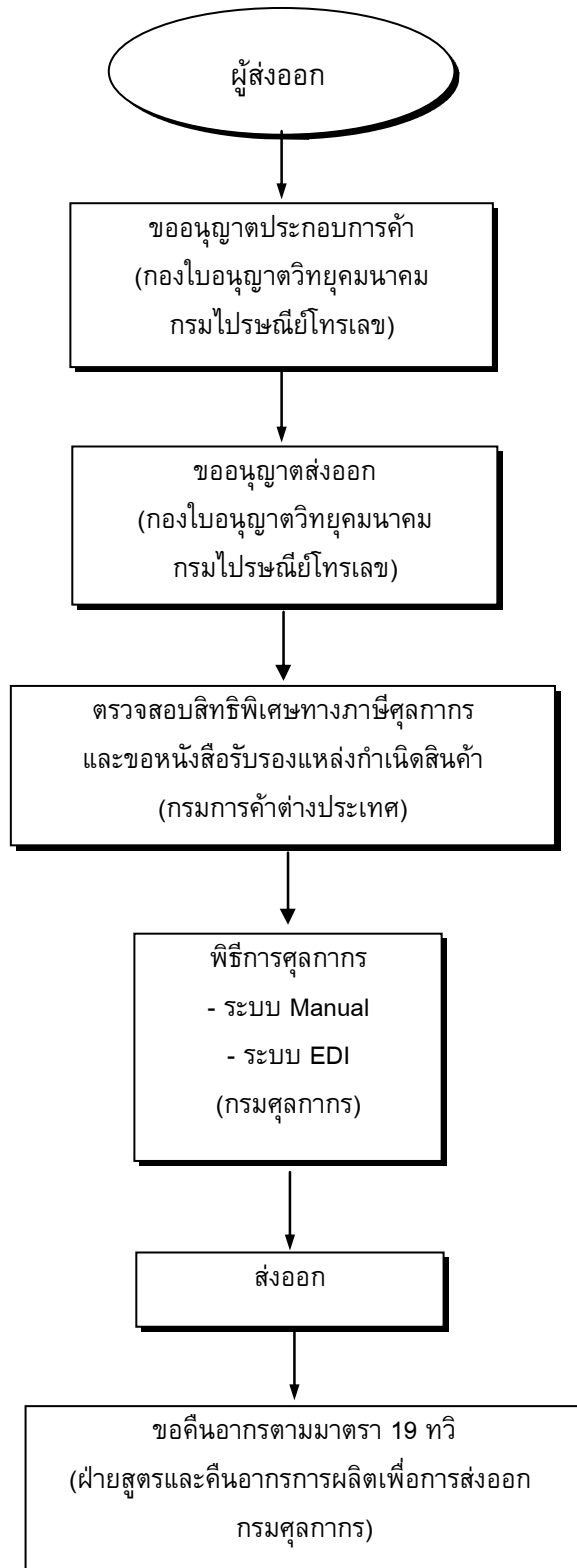 ผู้ส่งออก
ขออนุญาตประกอบการค้า
(กองใบอนุญาตวิทยุคมนาคม
กรมไปรษณีย์โทรเลข)
ขออนุญาตส่งออก
(กองใบอนุญาตวิทยุคมนาคม
กรมไปรษณีย์โทรเลข)
ตรวจสอบสิทธิพิเศษทางภาษีศุลกากร
และขอหนังสือรับรองแหล่งกำเนิดสินค้า
(กรมการค้าต่างประเทศ)
พิธีการศุลกากร
- ระบบ Manual
- ระบบ EDI
(กรมศุลกากร)
ส่งออก
ขอคืนอากรตามมาตรา 19 ทวิ
(ฝ่ายสูตรและคืนอากรการผลิตเพื่อการส่งออก
กรมศุลกากร)